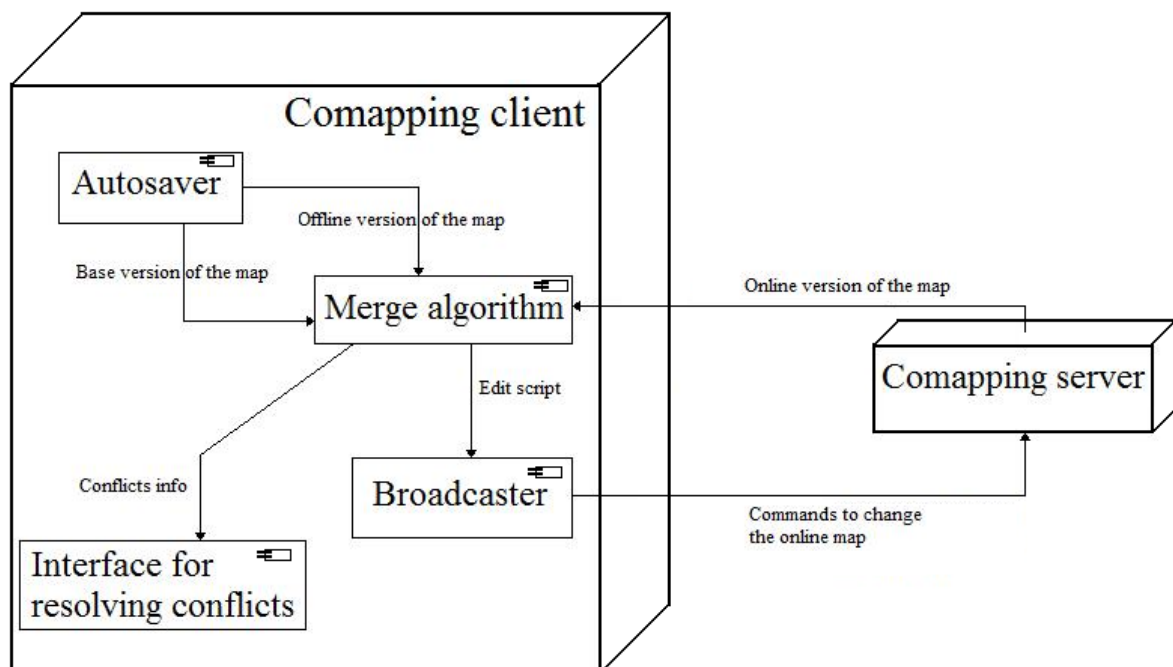 Comapping client
Autosaver
Offline version of the map
Base version of the map
Merge algorithm
Online version of the map
Comapping server
Edit script
Conflicts info
Broadcaster
Commands to change
the online map
Interface for
resolving conflicts